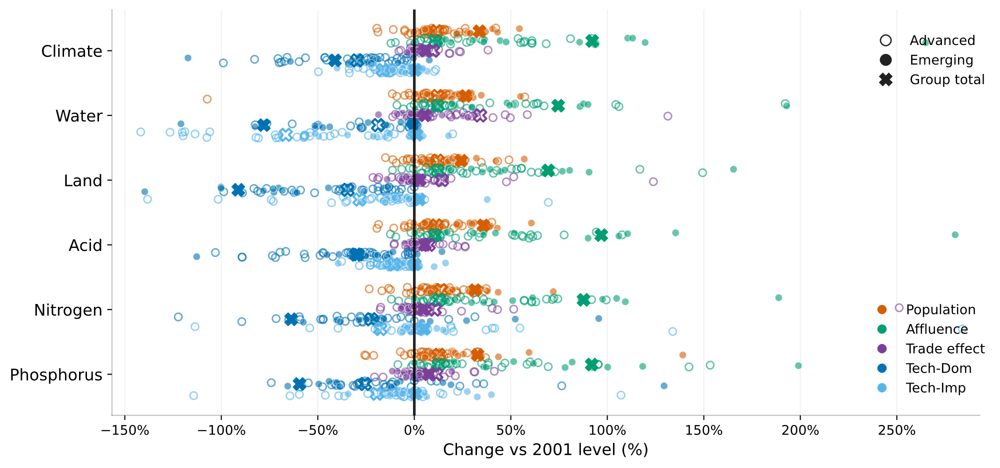 Climate
Water
Land
Acid
Nitrogen
Phosphorus
Advanced
Emerging
Group total
Population
Affluence
Trade effect
Tech-Dom
Tech-Imp
−150% −100% −50% 0% 50% 100% 150% 200% 250%
Change vs 2001 level (%)